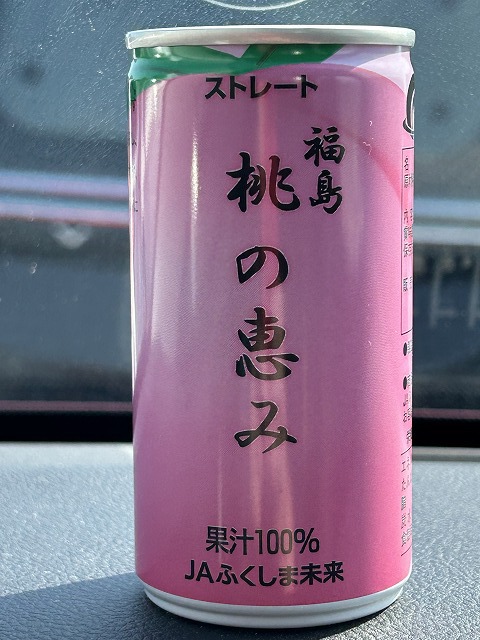 ストレート
福島
桃の恵み
果汁100%
JAふくしま未来